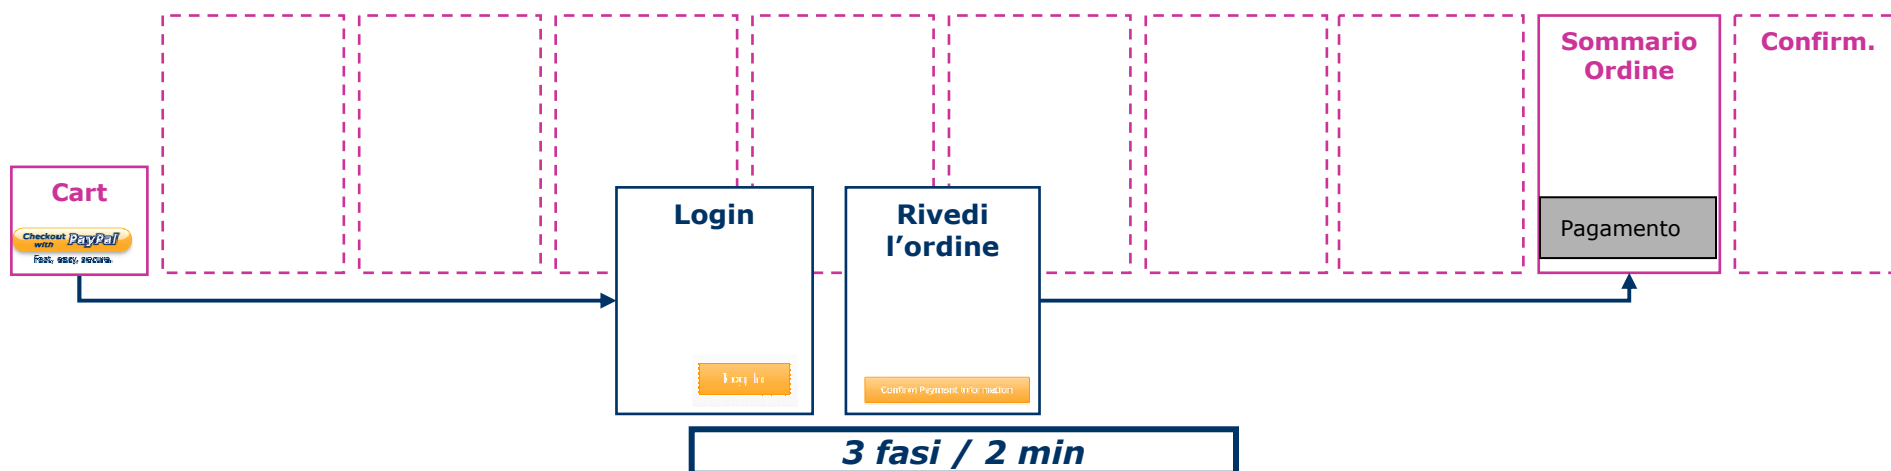 Sommario
Ordine
Confirm.
Cart
Checkout
with PayPal
Fast, easy, secure.
Login
Rivedi
l’ordine
Pagamento
Log In
Confirm Payment Information
3 fasi / 2 min